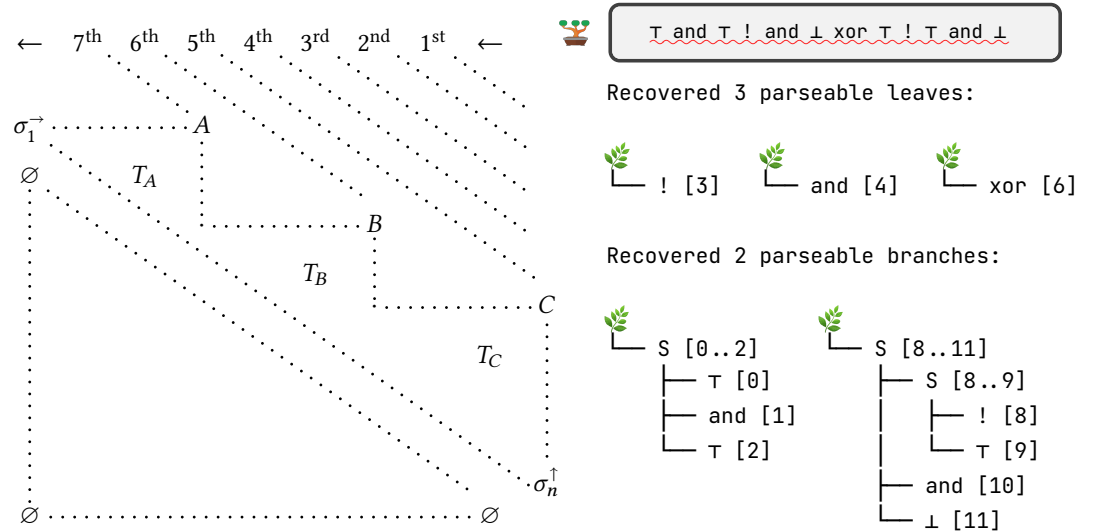 ← 7th 6th 5th 4th 3rd 2nd 1st ←
σ1→ A
∅ TA
B
TB
C
TC
σn↑
∅ ∅
⊤ and ⊤ ! and ⊥ xor ⊤ ! ⊤ and ⊥
Recovered 3 parseable leaves:
└── ! [3] └── and [4] └── xor [6]
Recovered 2 parseable branches:
└── S [0..2] └── S [8..11]
├── ⊤ [0] ├── S [8..9]
├── and [1] │ ├── ! [8]
└── ⊤ [2] │ └── ⊤ [9]
├── and [10]
└── ⊥ [11]